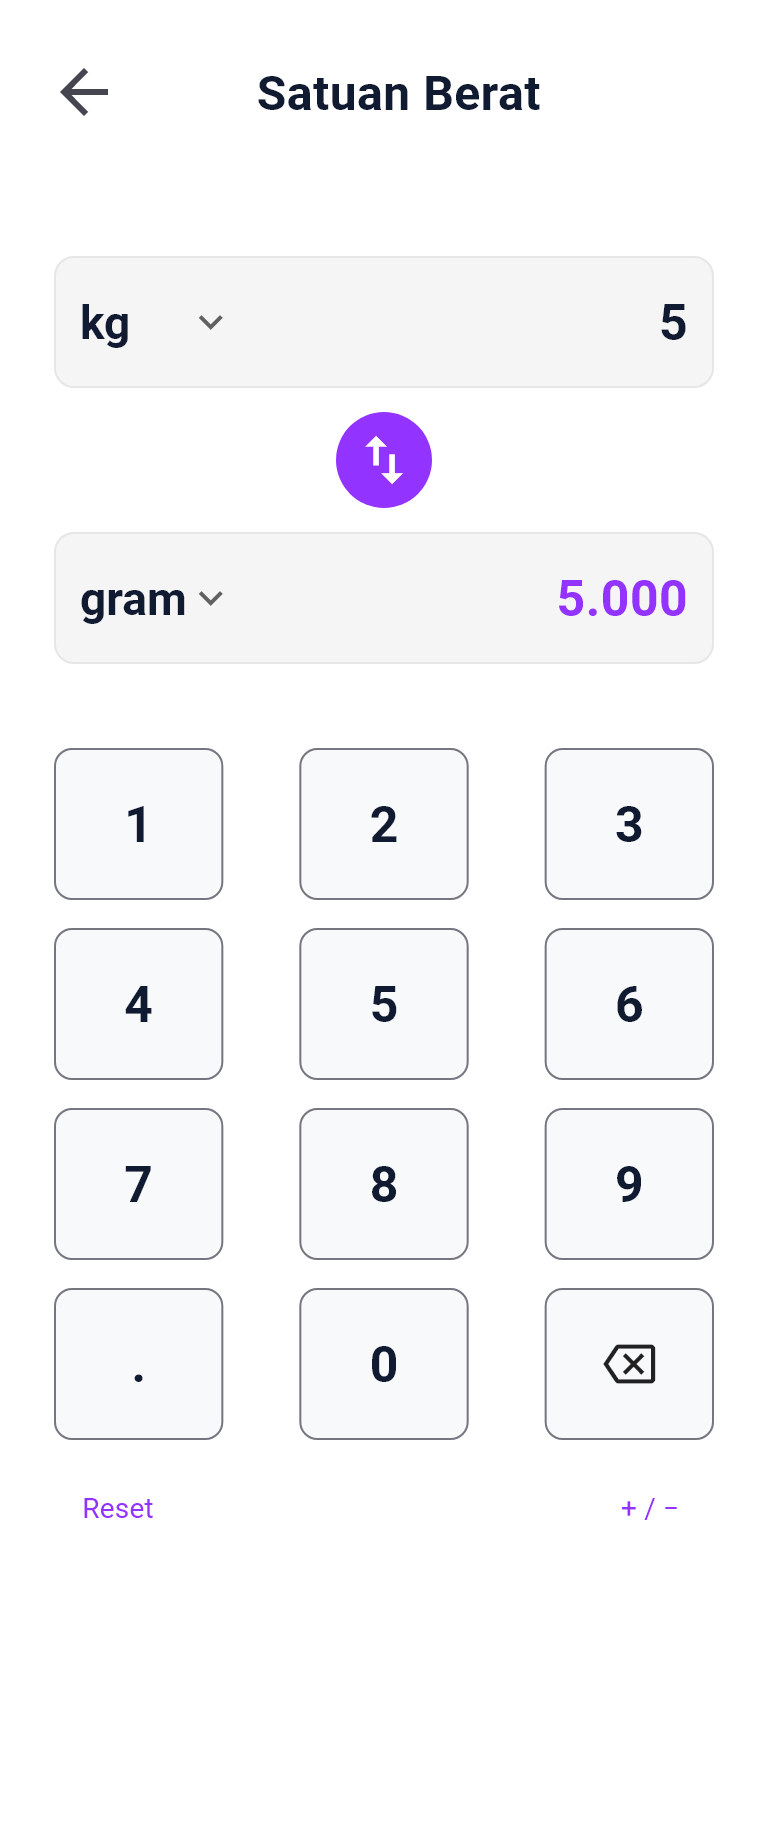 Satuan Berat
kg 5
gram 5.000
1 2 3
4 5 6
7 8 9
. 0
Reset + / −